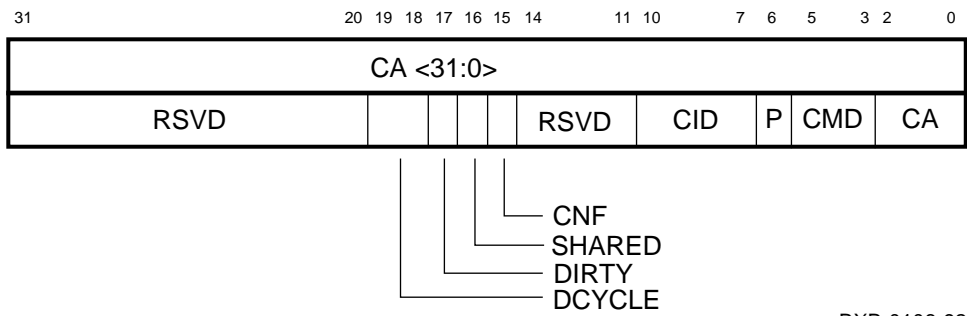 31 20 19 18 17 16 15 14 11 10 7 6 5 3 2 0
CA <31:0>
RSVD RSVD CID P CMD CA
CNF
SHARED
DIRTY
DCYCLE